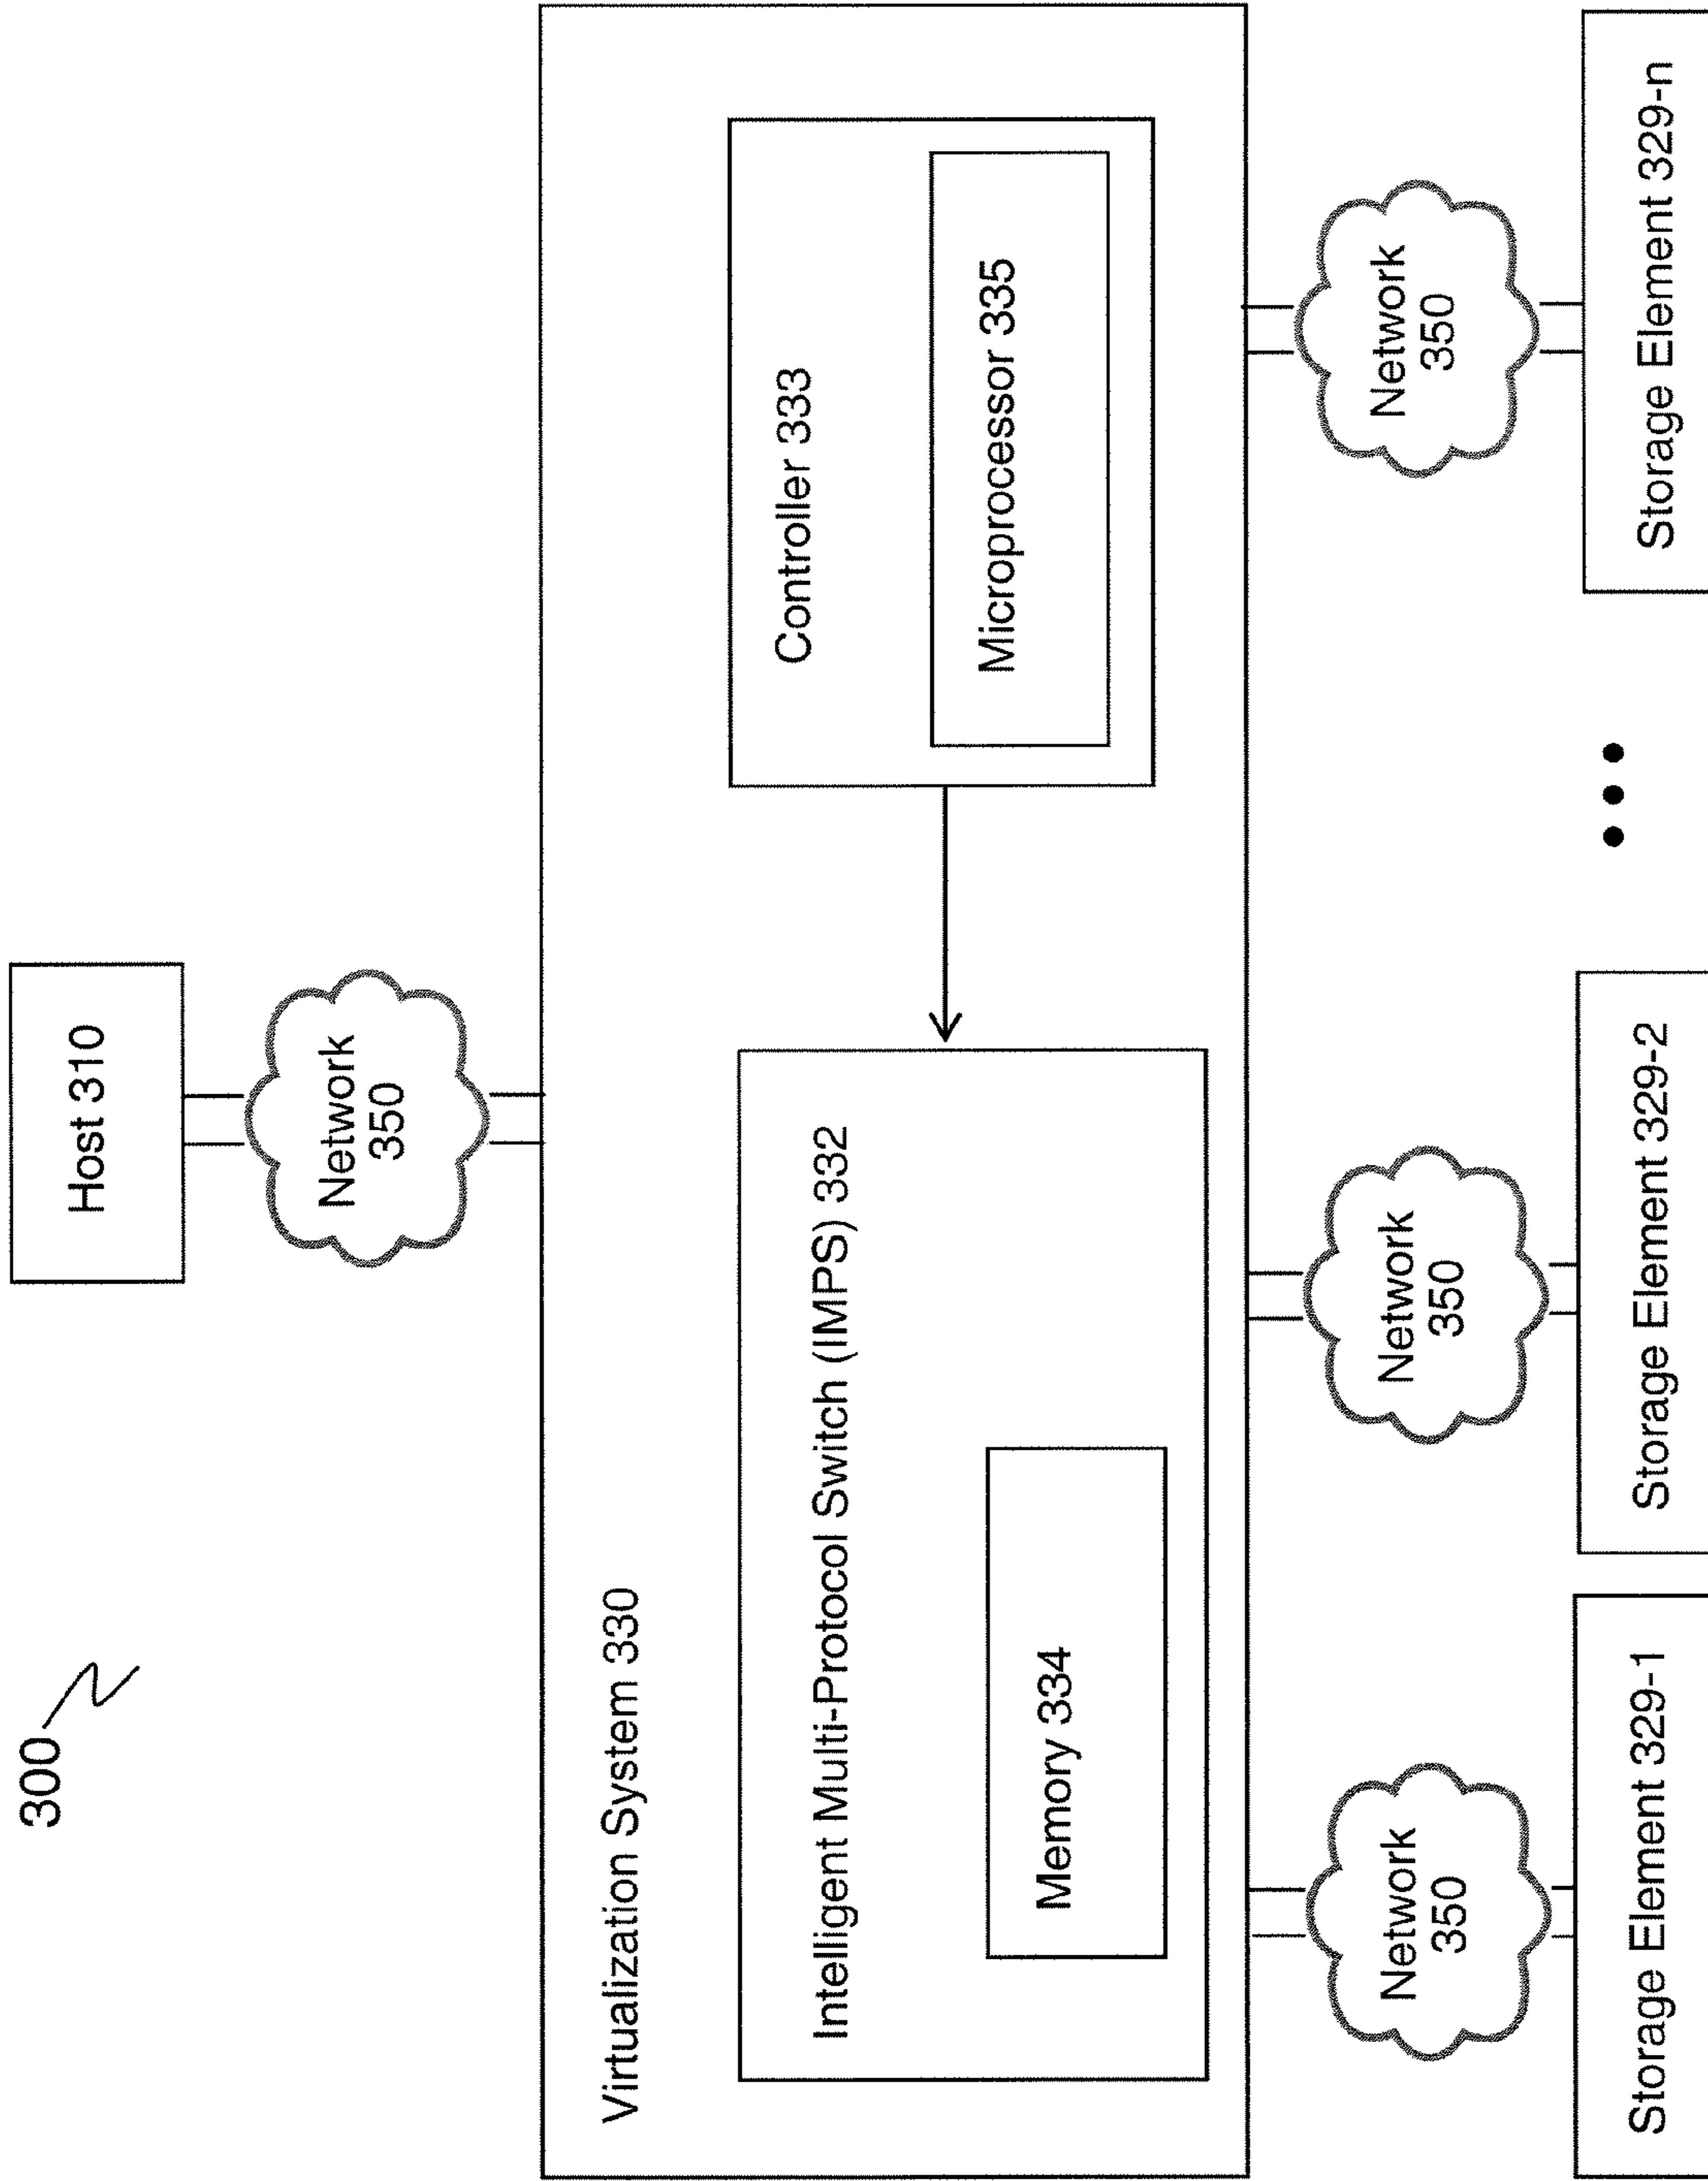 300
Host 310
Network
350
Virtualization System 330
Intelligent Multi-Protocol Switch (IMPS) 332
Memory 334
Controller 333
Microprocessor 335
Network
350
Network
350
Network
350
Storage Element 329-1
Storage Element 329-2
Storage Element 329-n